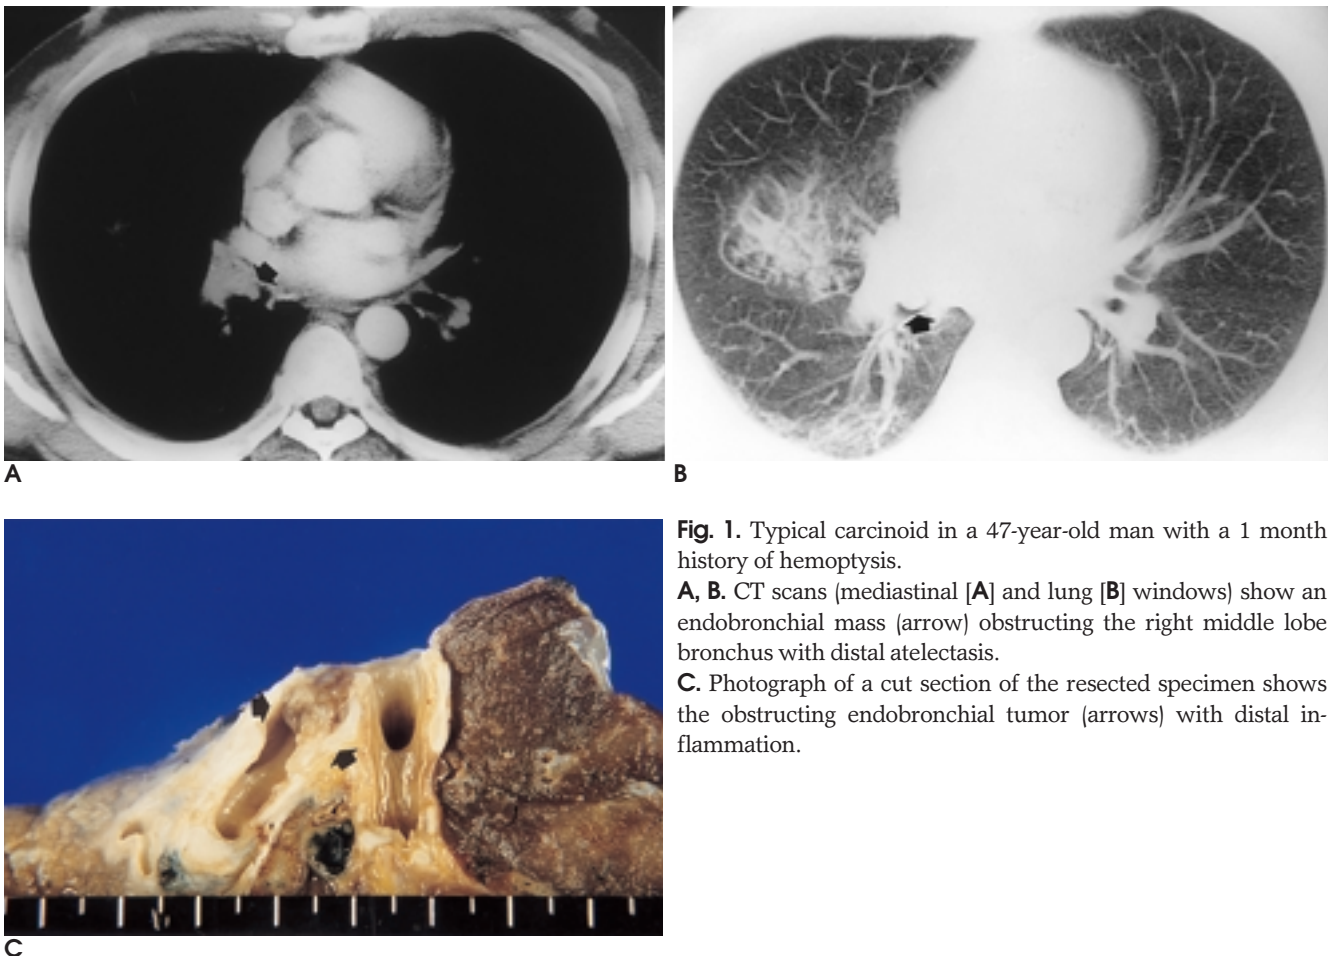 A
B
C
Fig. 1. Typical carcinoid in a 47-year-old man with a 1 month
history of hemoptysis.
A, B. CT scans (mediastinal [A] and lung [B] windows) show an
endobronchial mass (arrow) obstructing the right middle lobe
bronchus with distal atelectasis.
C. Photograph of a cut section of the resected specimen shows
the obstructing endobronchial tumor (arrows) with distal in-
flammation.